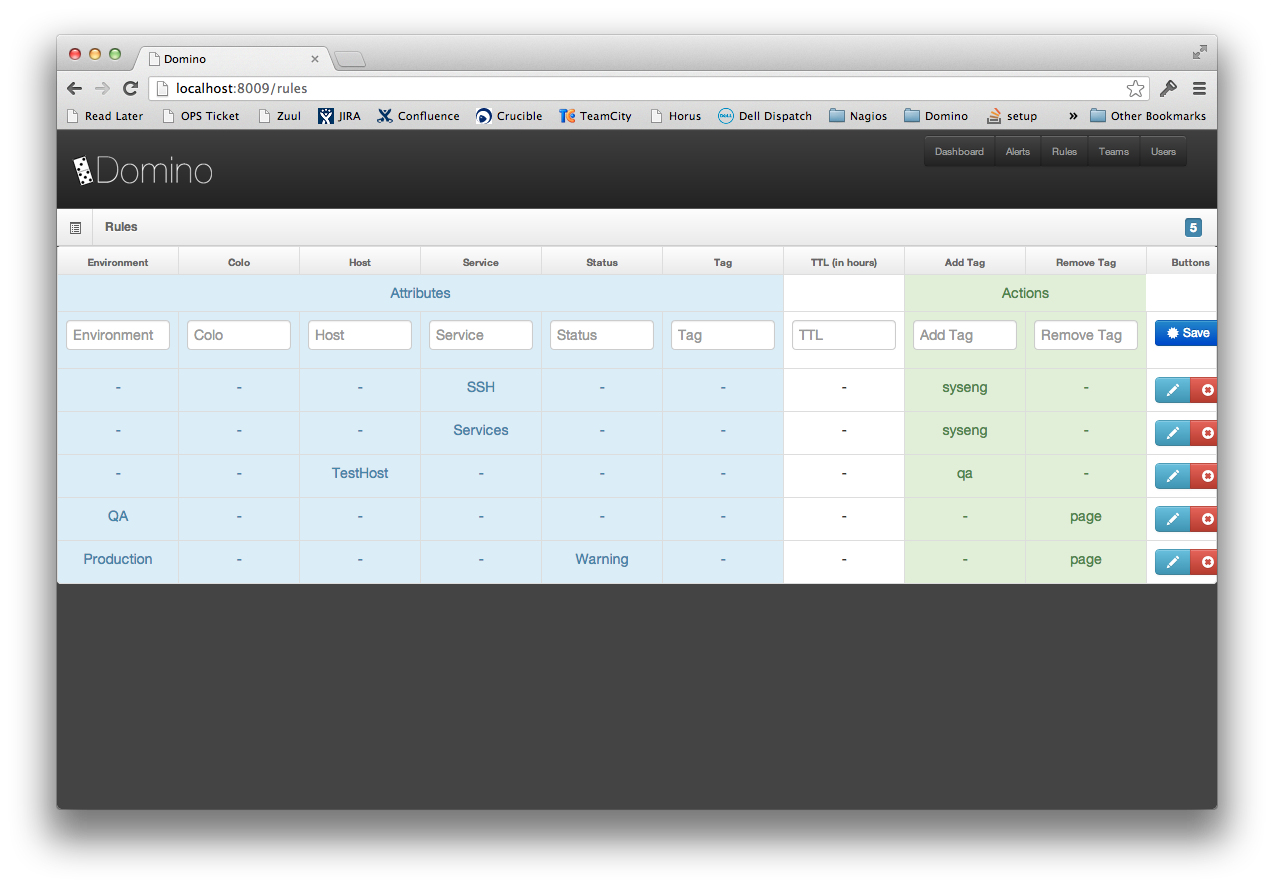 Domino
localhost:8009/rules
Read Later OPS Ticket Zuul JIRA Confluence Crucible TeamCity Horus DELL Dell Dispatch Nagios Domino setup » Other Bookmarks
Domino Dashboard Alerts Rules Teams Users
Rules 5
Environment Colo Host Service Status Tag TTL (in hours) Add Tag Remove Tag Buttons
Attributes Actions
Environment Colo Host Service Status Tag TTL Add Tag Remove Tag Save
- - - SSH - - - syseng -
- - - Services - - - syseng -
- - TestHost - - - - qa -
QA - - - - - - - page
Production - - - Warning - - - page